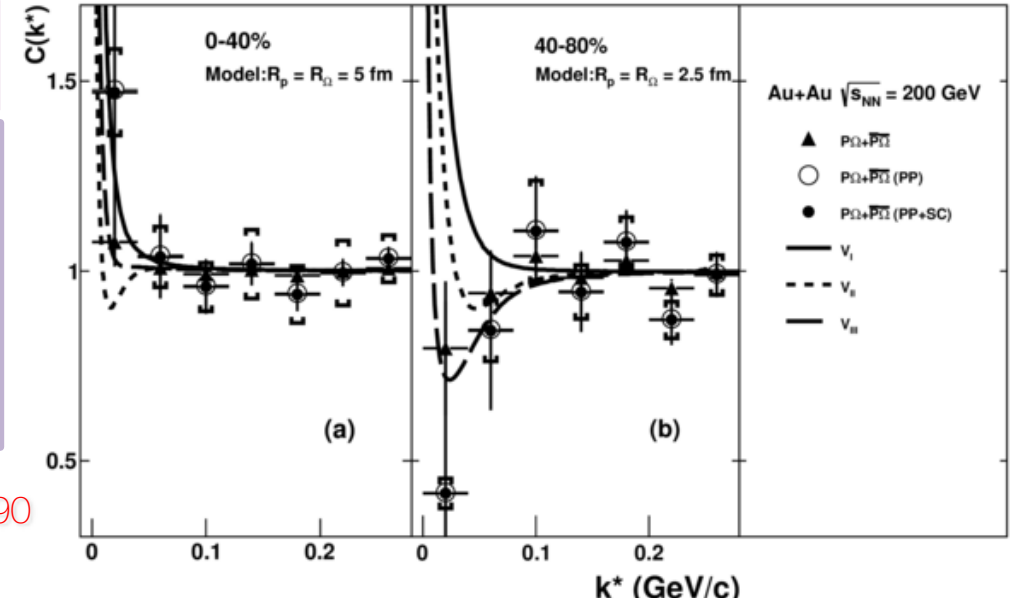 C(k*)
1.5
1
0.5
0-40%
Model:Rp = RΩ = 5 fm
(a)
0
0.1
0.2
40-80%
Model:Rp = RΩ = 2.5 fm
(b)
0
0.1
0.2
k* (GeV/c)
Au+Au √sNN = 200 GeV
PΩ+P̅Ω̅
PΩ+P̅Ω̅ (PP)
PΩ+P̅Ω̅ (PP+SC)
VI
VII
VIII
90